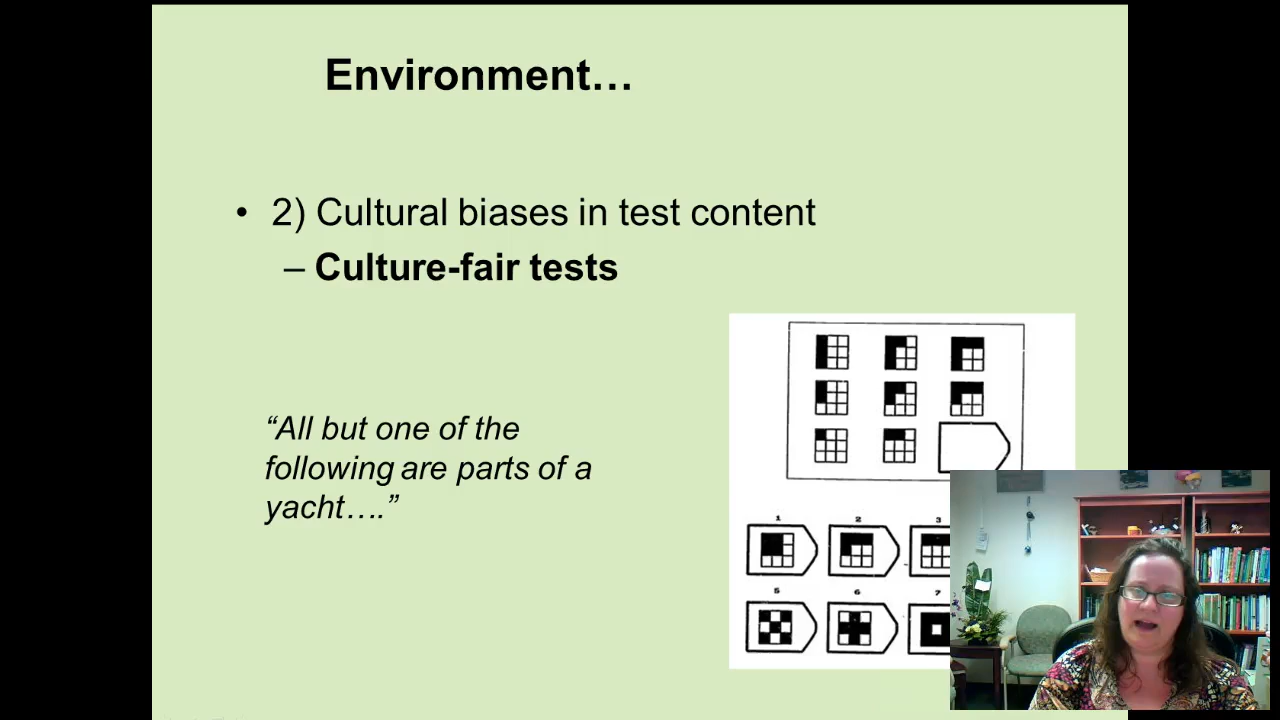 Environment…
• 2) Cultural biases in test content
– Culture-fair tests
“All but one of the
following are parts of a
yacht….”
1 2 3
5 6 7